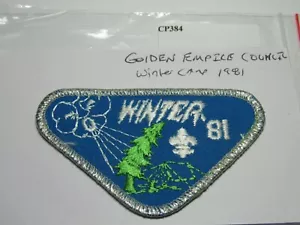 CP384
GOLDEN EMPIRE COUNCIL
Winter CAMP 1981
WINTER
'81